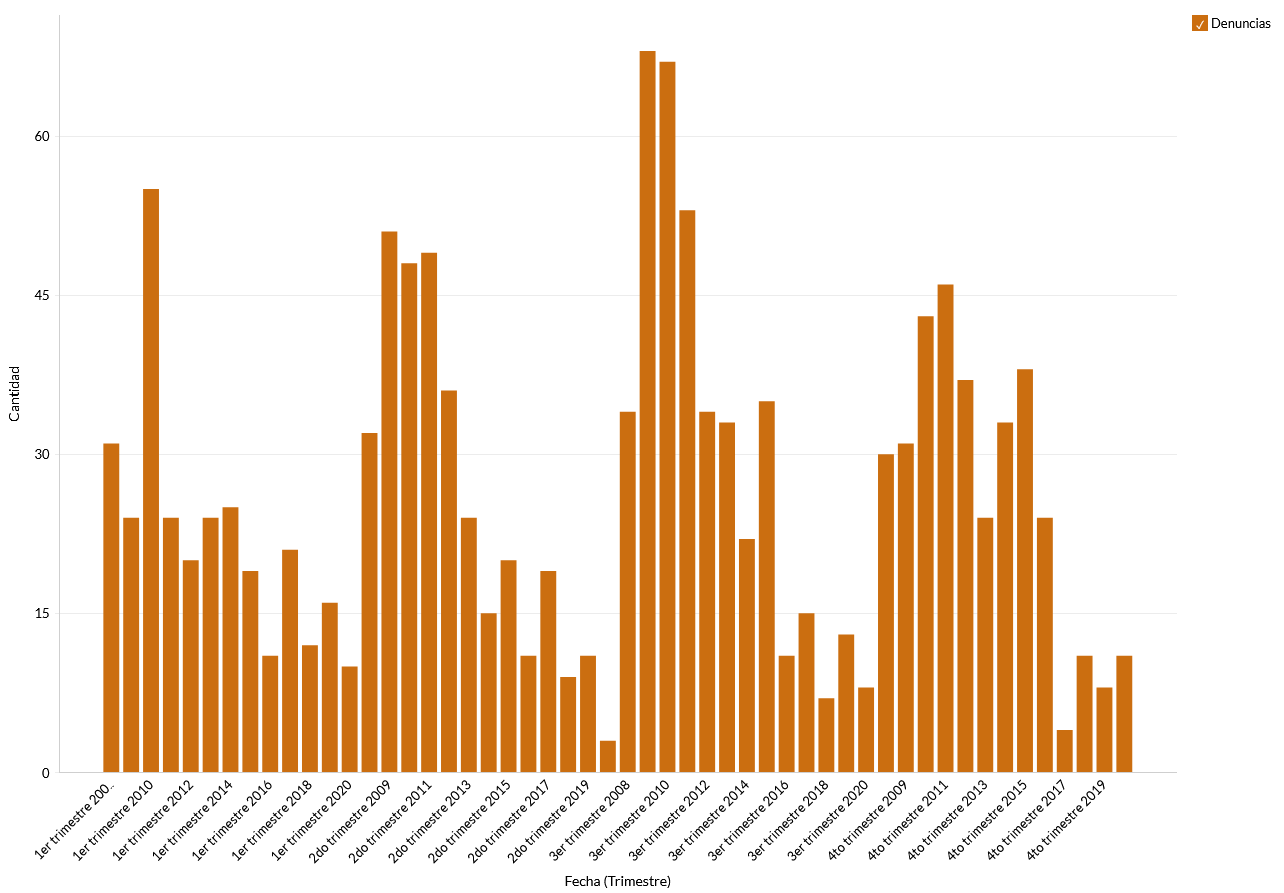 Denuncias
60
45
30
15
0
Cantidad
1er trimestre 200..
1er trimestre 2010
1er trimestre 2012
1er trimestre 2014
1er trimestre 2016
1er trimestre 2018
1er trimestre 2020
2do trimestre 2009
2do trimestre 2011
2do trimestre 2013
2do trimestre 2015
2do trimestre 2017
2do trimestre 2019
3er trimestre 2008
3er trimestre 2010
3er trimestre 2012
3er trimestre 2014
3er trimestre 2016
3er trimestre 2018
3er trimestre 2020
4to trimestre 2009
4to trimestre 2011
4to trimestre 2013
4to trimestre 2015
4to trimestre 2017
4to trimestre 2019
Fecha (Trimestre)